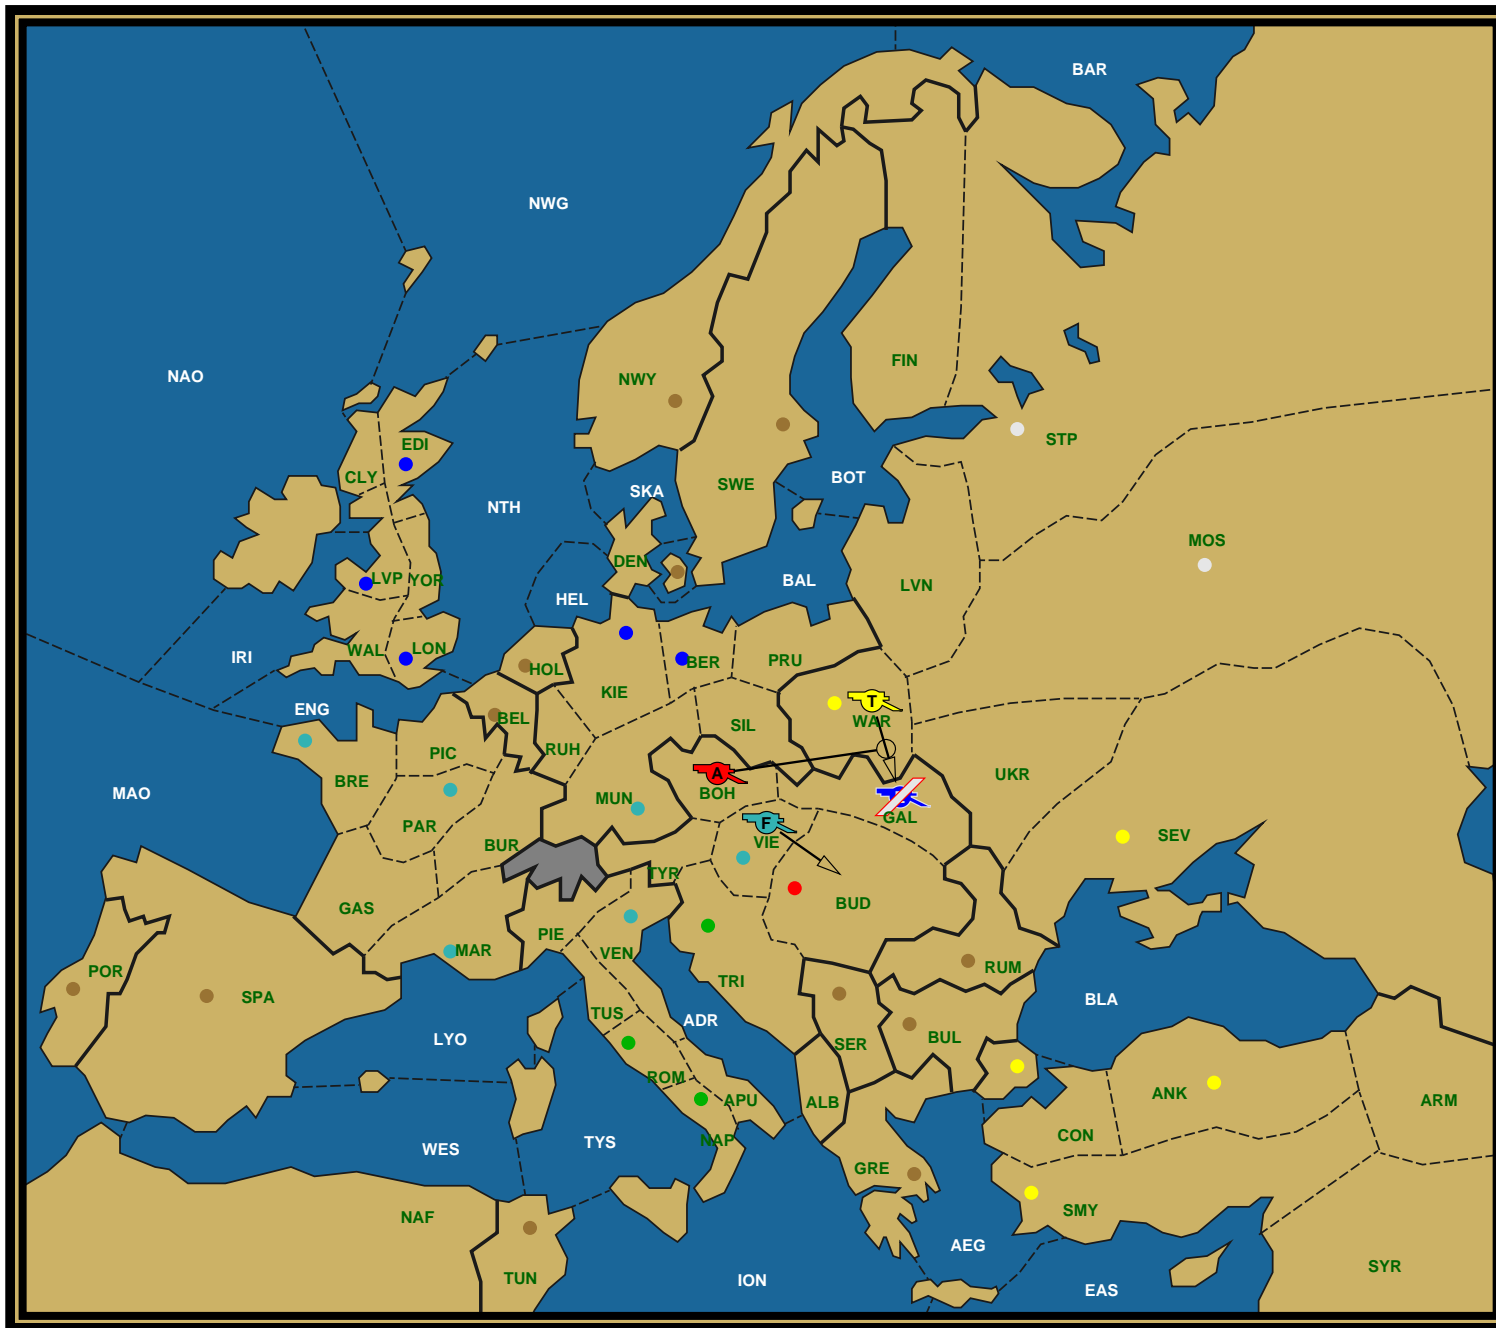 BAR
NWG
NAO
FIN
NWY
EDI
STP
CLY
SKA
BOT
SWE
NTH
MOS
DEN
BAL
LVP
YOR
LVN
HEL
WAL
LON
IRI
HOL
BER
PRU
KIE
T
ENG
BEL
WAR
SIL
PIC
RUH
A
UKR
BRE
MAO
BOH
MUN
GAL
PAR
F
SEV
VIE
BUR
TYR
GAS
BUD
PIE
MAR
VEN
RUM
POR
SPA
TRI
BLA
TUS
ADR
LYO
BUL
SER
ROM
ANK
APU
ALB
ARM
CON
NAP
TYS
WES
GRE
SMY
NAF
AEG
SYR
TUN
ION
EAS